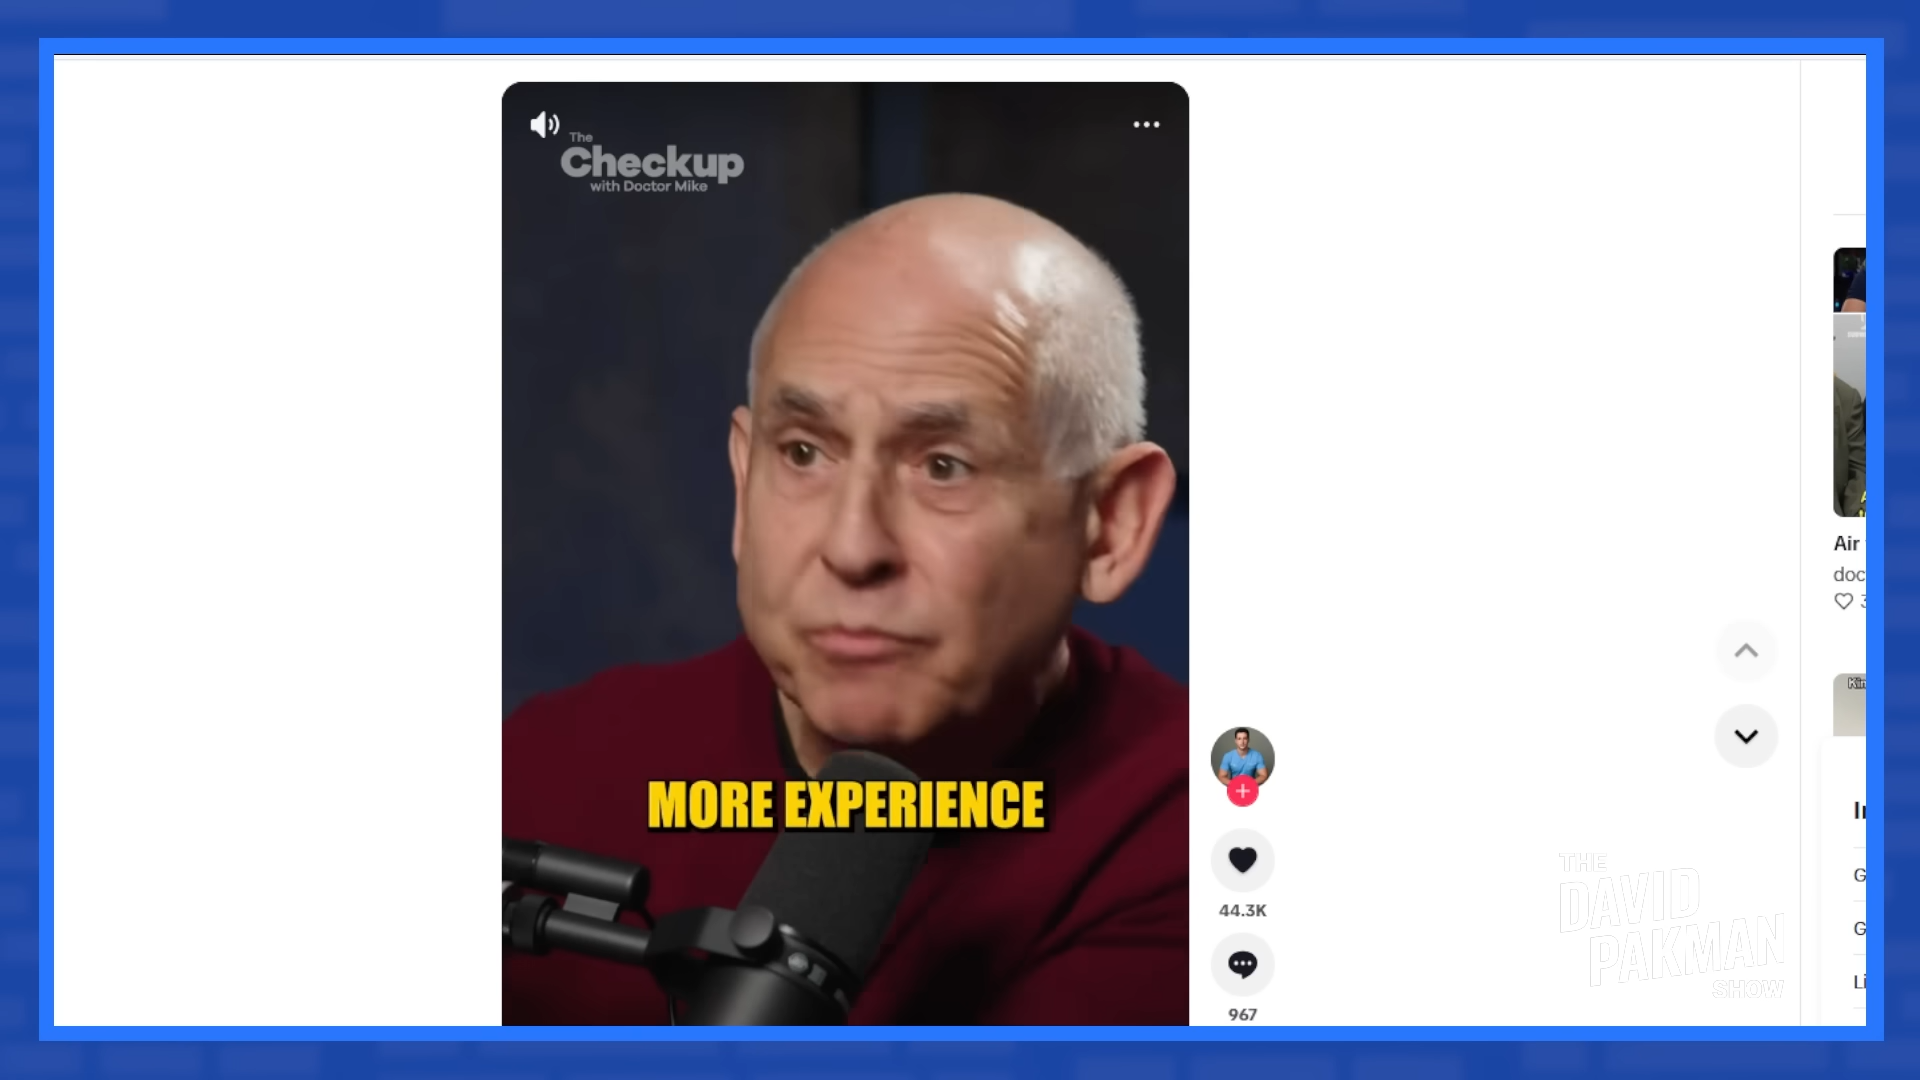 The
Checkup
with Doctor Mike
MORE EXPERIENCE
44.3K
967
Air
doc
THE
DAVID
PAKMAN
SHOW